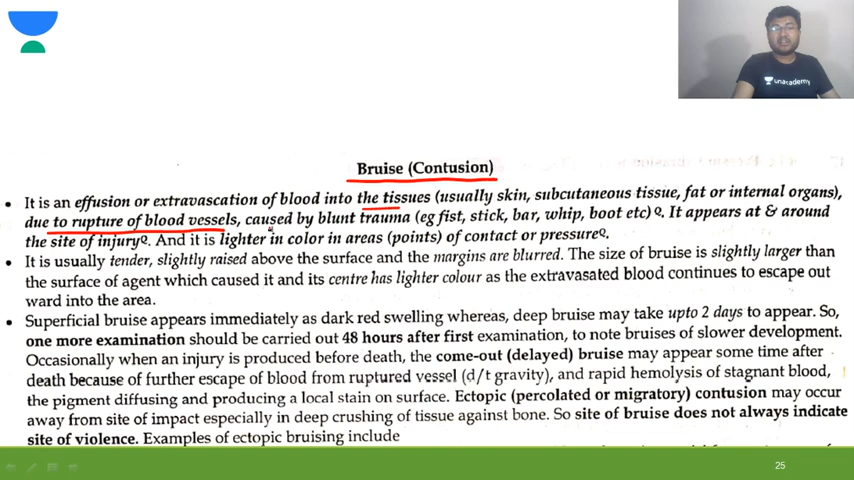 unacademy
Bruise (Contusion)
• It is an effusion or extravascation of blood into the tissues (usually skin, subcutaneous tissue, fat or internal organs),
due to rupture of blood vessels, caused by blunt trauma (eg fist, stick, bar, whip, boot etc)Q. It appears at & around
the site of injuryQ. And it is lighter in color in areas (points) of contact or pressureQ.
• It is usually tender, slightly raised above the surface and the margins are blurred. The size of bruise is slightly larger than
the surface of agent which caused it and its centre has lighter colour as the extravasated blood continues to escape out
ward into the area.
• Superficial bruise appears immediately as dark red swelling whereas, deep bruise may take upto 2 days to appear. So,
one more examination should be carried out 48 hours after first examination, to note bruises of slower development.
Occasionally when an injury is produced before death, the come-out (delayed) bruise may appear some time after
death because of further escape of blood from ruptured vessel (d/t gravity), and rapid hemolysis of stagnant blood,
the pigment diffusing and producing a local stain on surface. Ectopic (percolated or migratory) contusion may occur
away from site of impact especially in deep crushing of tissue against bone. So site of bruise does not always indicate
site of violence. Examples of ectopic bruising include
25